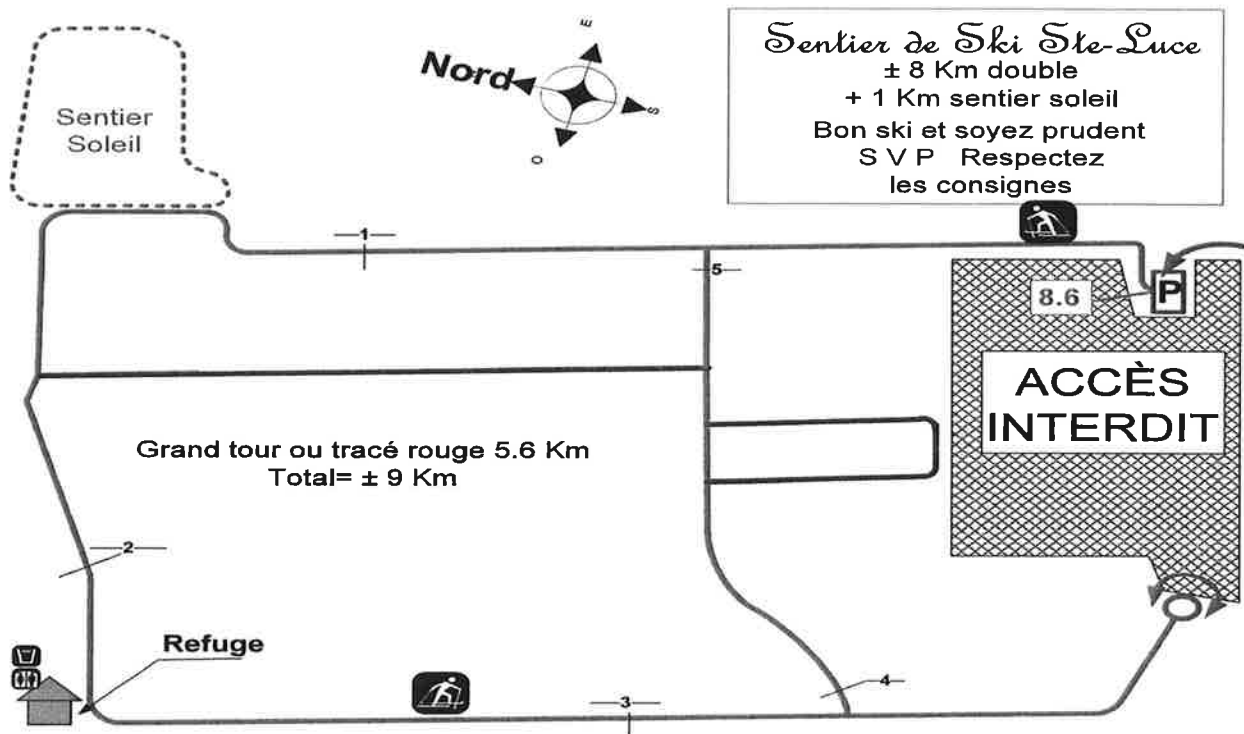 Sentier de Ski Ste-Luce
± 8 Km double
+ 1 Km sentier soleil
Bon ski et soyez prudent
S V P Respectez
les consignes
Nord
E
S
O
Sentier
Soleil
1
5
8.6
P
ACCÈS
INTERDIT
Grand tour ou tracé rouge 5.6 Km
Total= ± 9 Km
2
Refuge
4
3